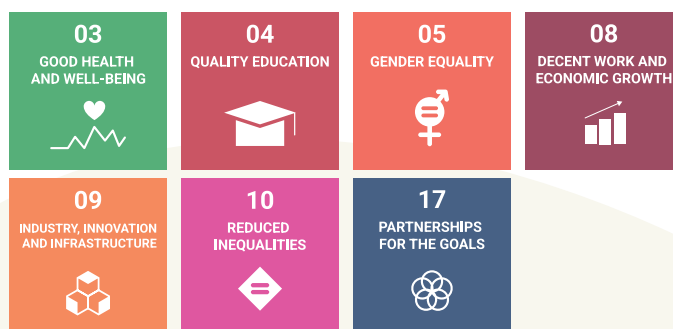 03
GOOD HEALTH
AND WELL-BEING
04
QUALITY EDUCATION
05
GENDER EQUALITY
08
DECENT WORK AND
ECONOMIC GROWTH
09
INDUSTRY, INNOVATION
AND INFRASTRUCTURE
10
REDUCED
INEQUALITIES
17
PARTNERSHIPS
FOR THE GOALS